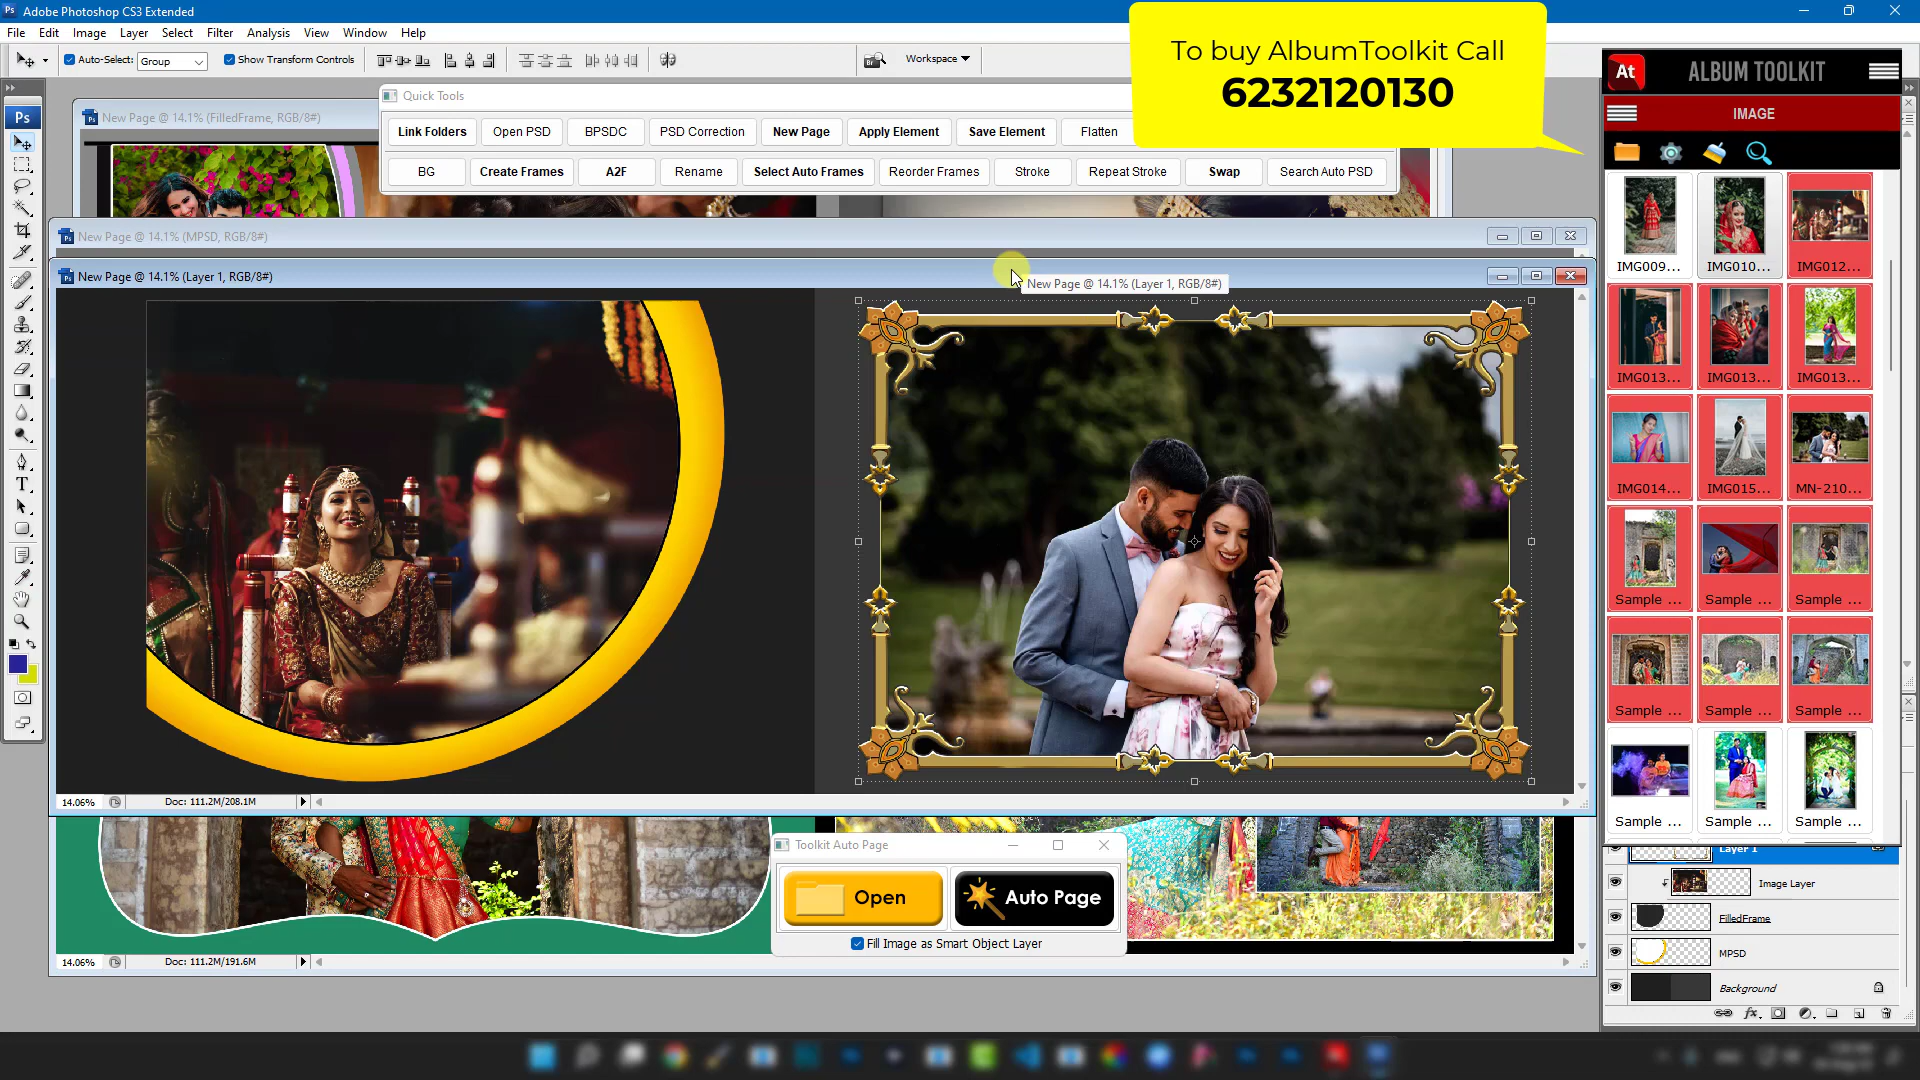 Adobe Photoshop CS3 Extended
File Edit Image Layer Select Filter Analysis View Window Help
Auto-Select: Group Show Transform Controls Workspace
To buy AlbumToolkit Call
6232120130
At ALBUM TOOLKIT
IMAGE
Quick Tools
Link Folders Open PSD BPSDC PSD Correction New Page Apply Element Save Element Flatten
BG Create Frames A2F Rename Select Auto Frames Reorder Frames Stroke Repeat Stroke Swap Search Auto PSD
Ps New Page @ 14.1% (FilledFrame, RGB/8#)
New Page @ 14.1% (MPSD, RGB/8#)
New Page @ 14.1% (Layer 1, RGB/8#)
New Page @ 14.1% (Layer 1, RGB/8#)
IMG009... IMG010... IMG012...
IMG013... IMG013... IMG013...
IMG014... IMG015... MN-210...
Sample ... Sample ... Sample ...
Sample ... Sample ... Sample ...
Sample ... Sample ... Sample ...
14.06% Doc: 111.2M/208.1M
Toolkit Auto Page
Open Auto Page
Fill Image as Smart Object Layer
14.06% Doc: 111.2M/191.6M
Layer 1
Image Layer
FilledFrame
MPSD
Background